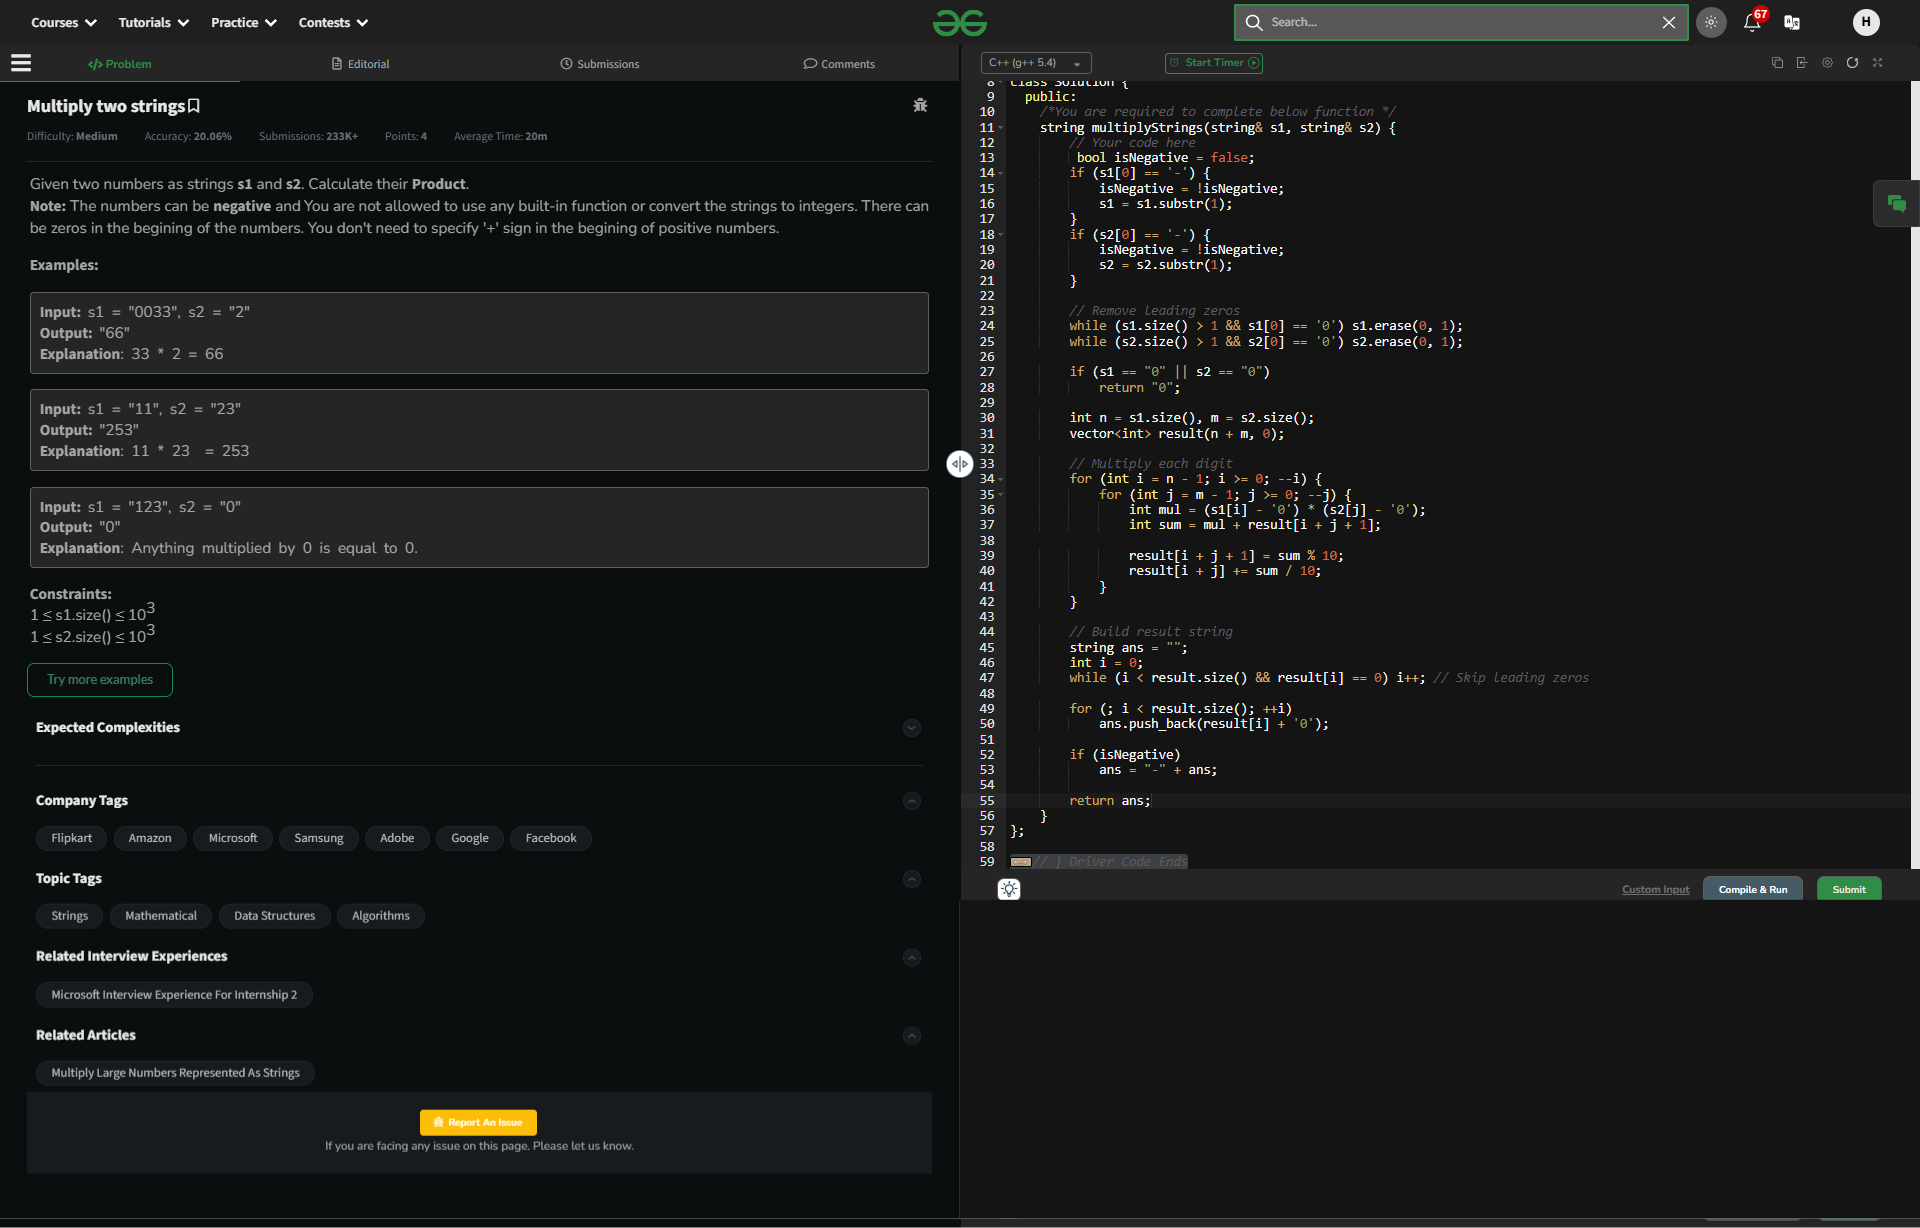 Courses Tutorials Practice Contests
Search...
67
H
Problem Editorial Submissions Comments
Multiply two strings
Difficulty: Medium Accuracy: 20.06% Submissions: 233K+ Points: 4 Average Time: 20m
Given two numbers as strings s1 and s2. Calculate their Product.
Note: The numbers can be negative and You are not allowed to use any built-in function or convert the strings to integers. There can
be zeros in the begining of the numbers. You don't need to specify '+' sign in the begining of positive numbers.
Examples:
Input: s1 = "0033", s2 = "2"
Output: "66"
Explanation: 33 * 2 = 66
Input: s1 = "11", s2 = "23"
Output: "253"
Explanation: 11 * 23 = 253
Input: s1 = "123", s2 = "0"
Output: "0"
Explanation: Anything multiplied by 0 is equal to 0.
Constraints:
1 ≤ s1.size() ≤ 10^3
1 ≤ s2.size() ≤ 10^3
Try more examples
Expected Complexities
Company Tags
Flipkart Amazon Microsoft Samsung Adobe Google Facebook
Topic Tags
Strings Mathematical Data Structures Algorithms
Related Interview Experiences
Microsoft Interview Experience For Internship 2
Related Articles
Multiply Large Numbers Represented As Strings
Report An Issue
If you are facing any issue on this page. Please let us know.
C++ (g++ 5.4) Start Timer
8 class Solution {
9 public:
10 /*You are required to complete below function */
11 string multiplyStrings(string& s1, string& s2) {
12 // Your code here
13 bool isNegative = false;
14 if (s1[0] == '-') {
15 isNegative = !isNegative;
16 s1 = s1.substr(1);
17 }
18 if (s2[0] == '-') {
19 isNegative = !isNegative;
20 s2 = s2.substr(1);
21 }
22
23 // Remove leading zeros
24 while (s1.size() > 1 && s1[0] == '0') s1.erase(0, 1);
25 while (s2.size() > 1 && s2[0] == '0') s2.erase(0, 1);
26
27 if (s1 == "0" || s2 == "0")
28 return "0";
29
30 int n = s1.size(), m = s2.size();
31 vector<int> result(n + m, 0);
32
33 // Multiply each digit
34 for (int i = n - 1; i >= 0; --i) {
35 for (int j = m - 1; j >= 0; --j) {
36 int mul = (s1[i] - '0') * (s2[j] - '0');
37 int sum = mul + result[i + j + 1];
38
39 result[i + j + 1] = sum % 10;
40 result[i + j] += sum / 10;
41 }
42 }
43
44 // Build result string
45 string ans = "";
46 int i = 0;
47 while (i < result.size() && result[i] == 0) i++; // Skip leading zeros
48
49 for (; i < result.size(); ++i)
50 ans.push_back(result[i] + '0');
51
52 if (isNegative)
53 ans = "-" + ans;
54
55 return ans;
56 }
57 };
58
59 // } Driver Code Ends
Custom Input Compile & Run Submit